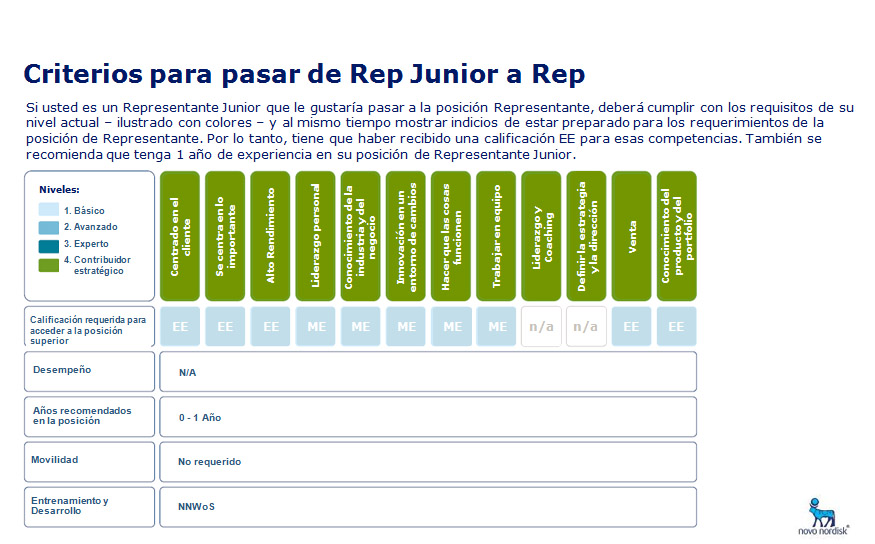 Criterios para pasar de Rep Junior a Rep
Si usted es un Representante Junior que le gustaría pasar a la posición Representante, deberá cumplir con los requisitos de su
nivel actual – ilustrado con colores – y al mismo tiempo mostrar indicios de estar preparado para los requerimientos de la
posición de Representante. Por lo tanto, tiene que haber recibido una calificación EE para esas competencias. También se
recomienda que tenga 1 año de experiencia en su posición de Representante Junior.
Niveles:
1. Básico
2. Avanzado
3. Experto
4. Contribuidor
estratégico
Centrado en el
cliente
Se centra en lo
importante
Alto Rendimiento
Liderazgo personal
Conocimiento de la
industria y del
negocio
Innovación en un
entorno de cambios
Hacer que las cosas
funcionen
Trabajar en equipo
Liderazgo y
Coaching
Definir la estrategia
y la dirección
Venta
Conocimiento del
producto y del
portfolio
Calificación requerida para
acceder a la posición
superior
EE EE EE ME ME ME ME ME n/a n/a EE EE
Desempeño
N/A
Años recomendados
en la posición
0 - 1 Año
Movilidad
No requerido
Entrenamiento y
Desarrollo
NNWoS
novo nordisk®